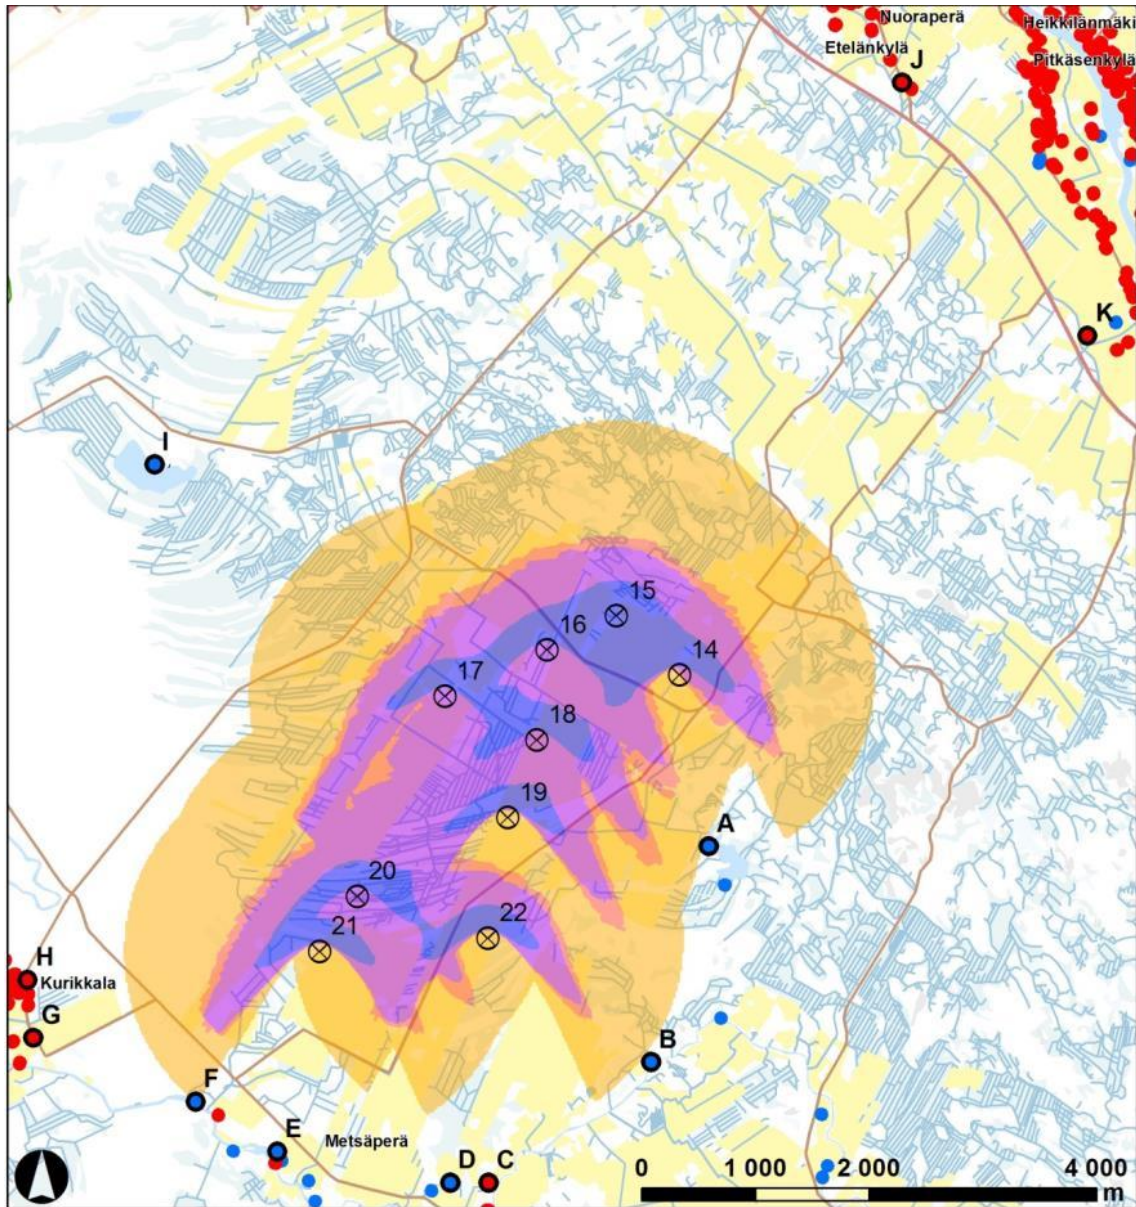 Nuoraperä
Heikkilänmäki
Etelänkylä
Pitkäsenkylä
J
K
I
15
16
14
17
18
19
A
20
22
21
H
Kurikkala
G
B
F
E
Metsäperä
D
C
0 1 000 2 000 4 000
m